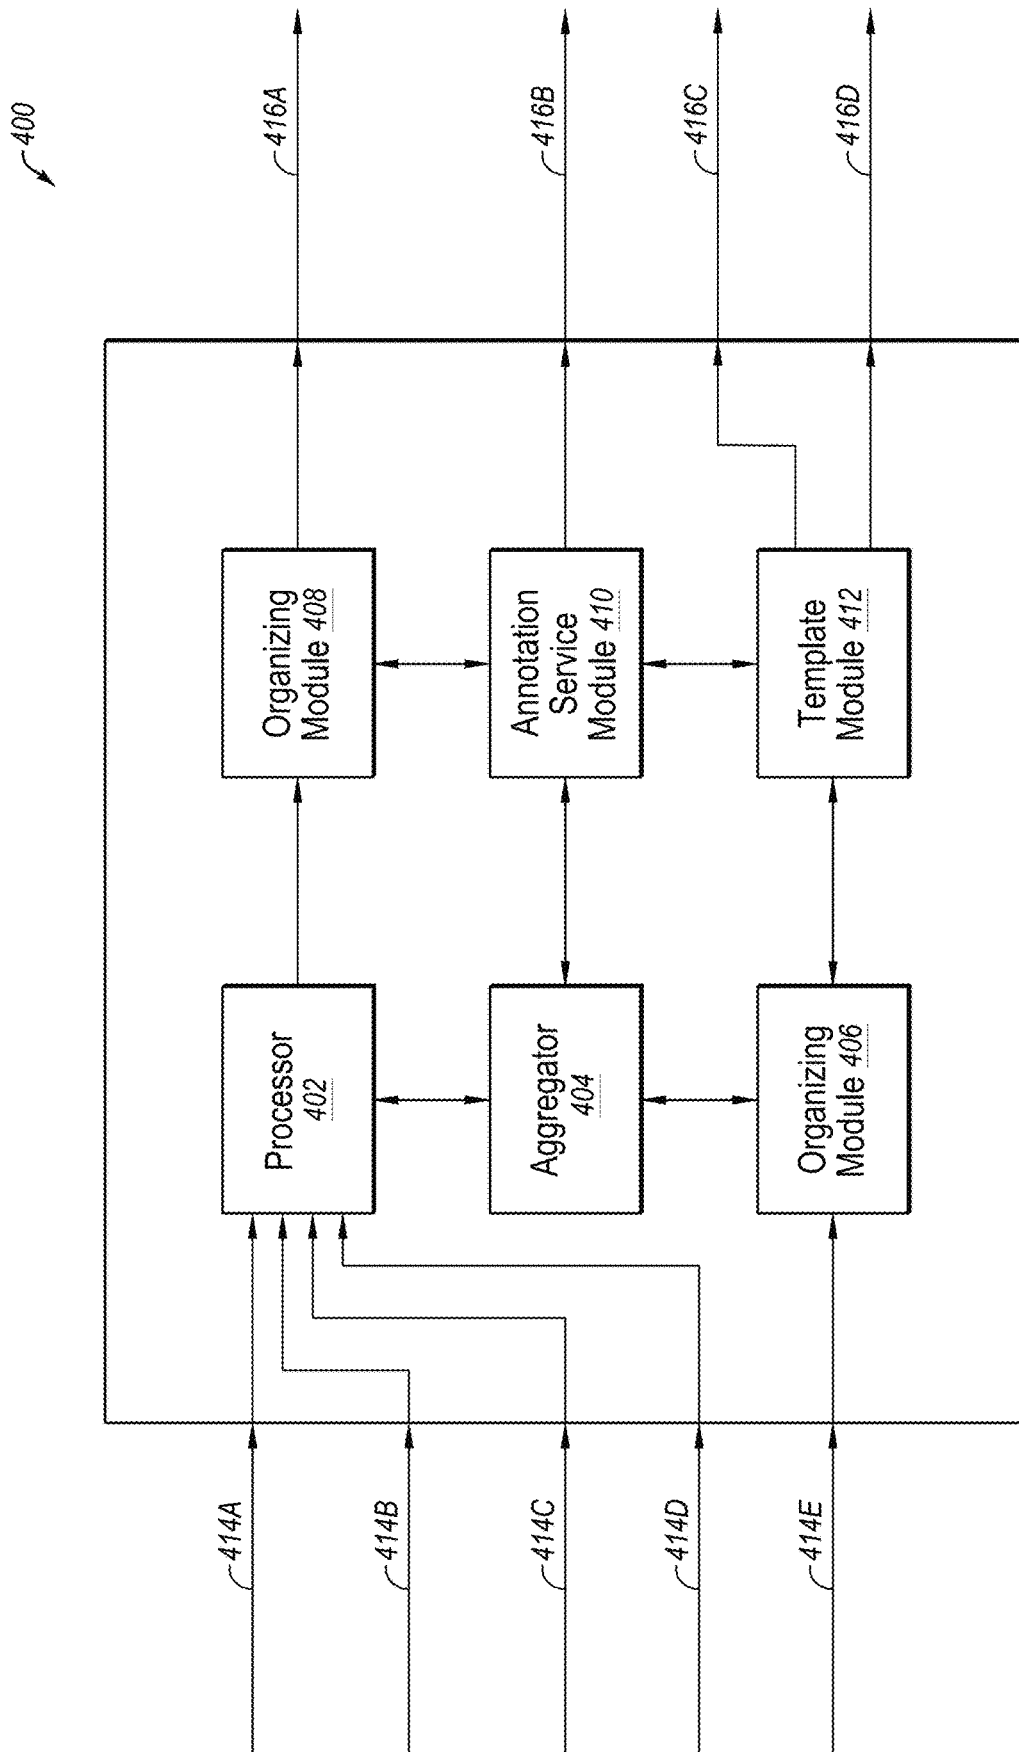 400
414A
414B
414C
414D
414E
Processor
402
Aggregator
404
Organizing
Module 406
Organizing
Module 408
Annotation
Service
Module 410
Template
Module 412
416A
416B
416C
416D